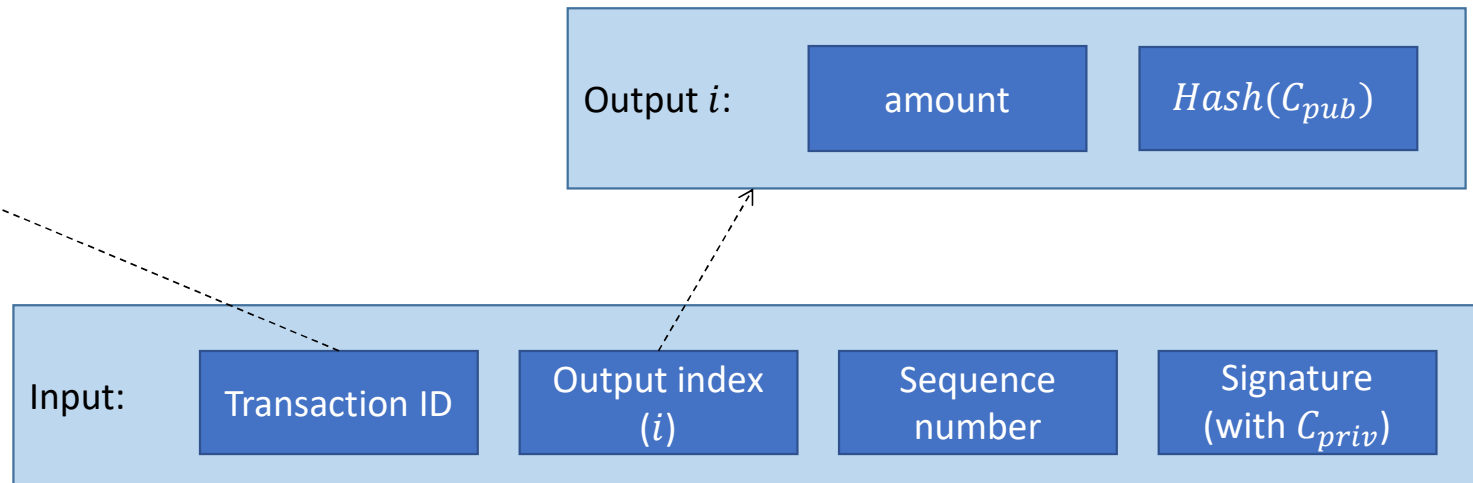 Output i: amount Hash(C_pub)
Input: Transaction ID Output index (i) Sequence number Signature (with C_priv)